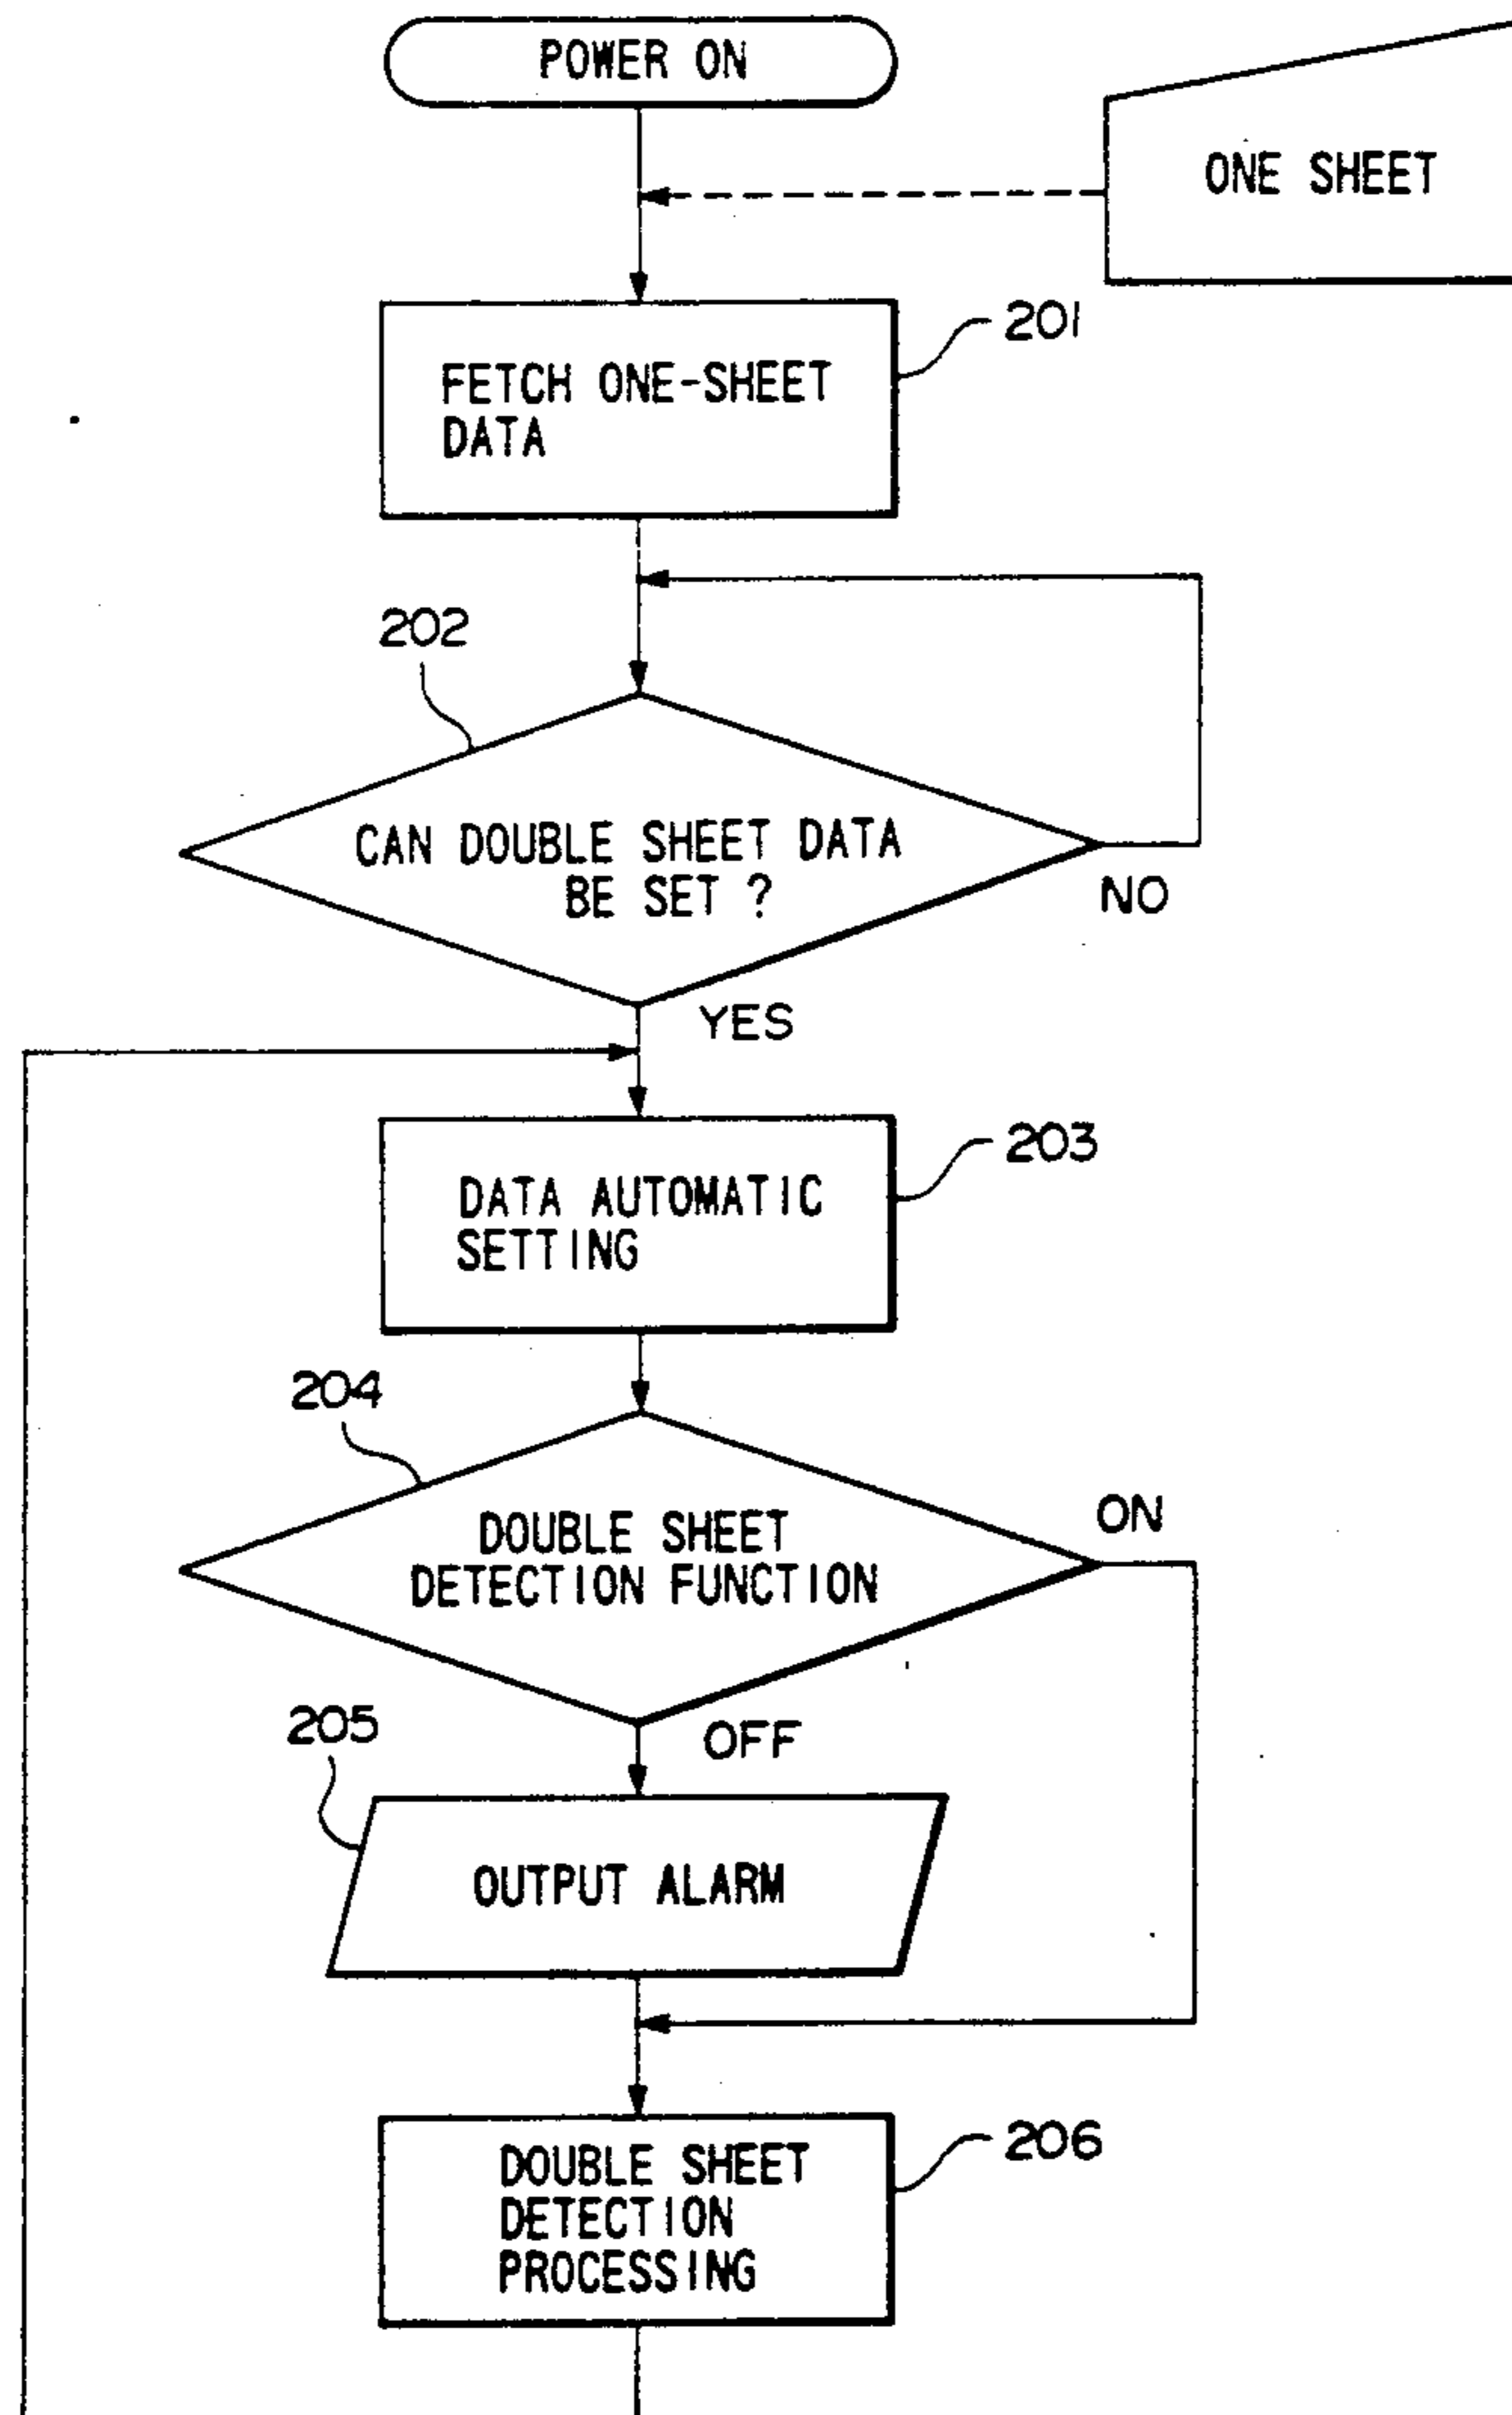 POWER ON
ONE SHEET
201
FETCH ONE-SHEET
DATA
202
CAN DOUBLE SHEET DATA
BE SET ?
NO
YES
203
DATA AUTOMATIC
SETTING
204
DOUBLE SHEET
DETECTION FUNCTION
ON
OFF
205
OUTPUT ALARM
206
DOUBLE SHEET
DETECTION
PROCESSING